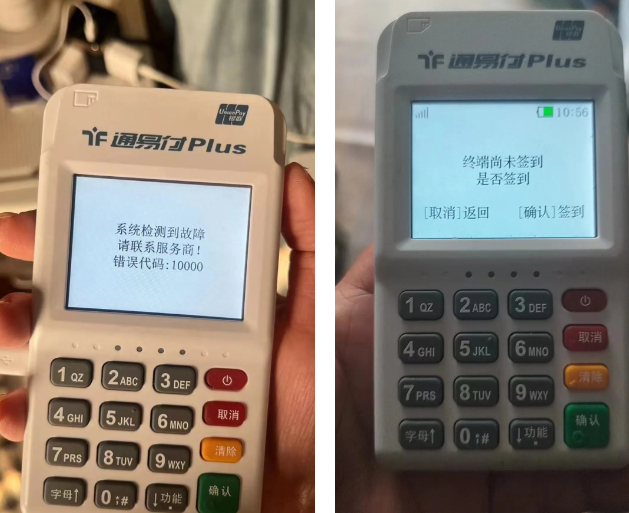 UnionPay
银联
通易付Plus
系统检测到故障
请联系服务商!
错误代码:10000
1 QZ
2 ABC
3 DEF
4 GHI
5 JKL
取消
6 MNO
7 PRS
8 TUV
9 WXY
清除
字母↑
0 ;#
↓功能
确认
通易付Plus
10:56
终端尚未签到
是否签到
[取消]返回 [确认]签到
1 QZ
2 ABC
3 DEF
4 GHI
5 JKL
6 MNO
取消
7 PRS
8 TUV
9 WXY
清除
字母↑
0 ;#
↓功能
确认